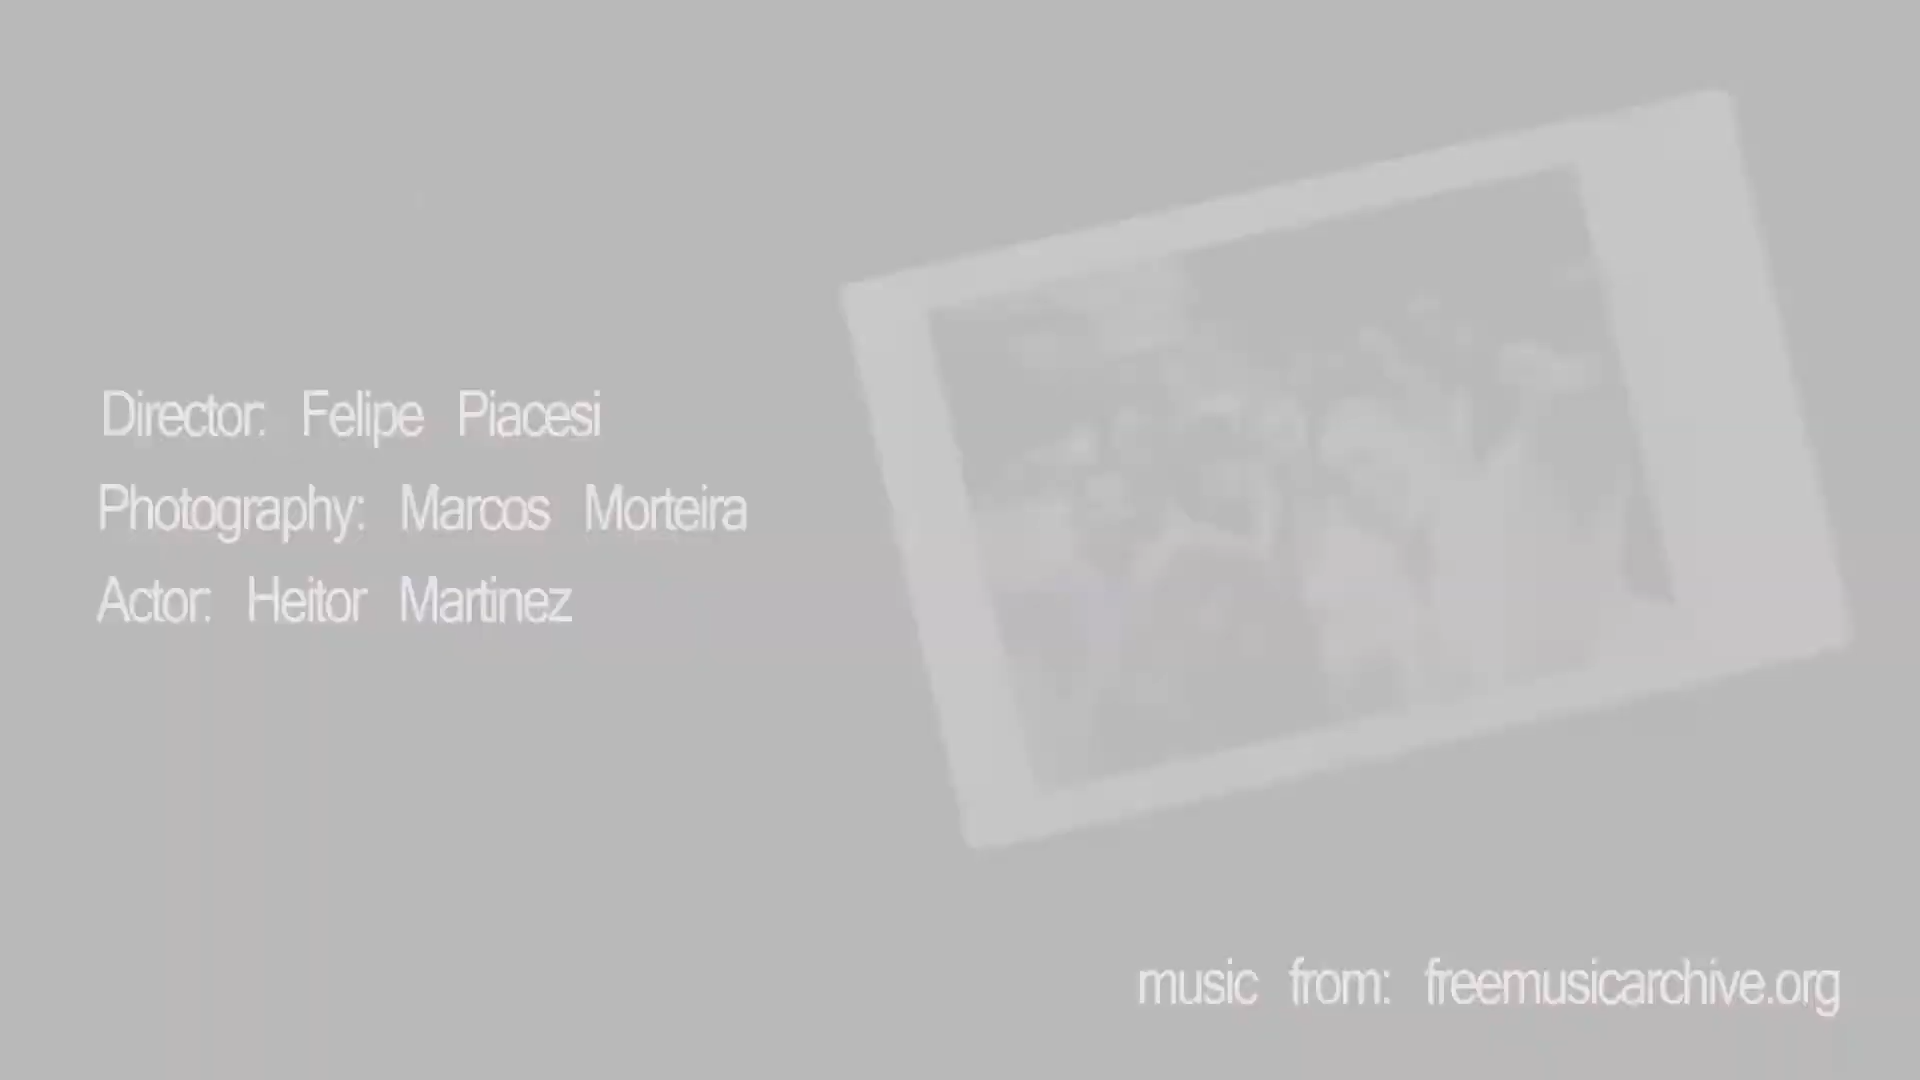 Director: Felipe Piacesi
Photography: Marcos Morteira
Actor: Heitor Martinez
music from: freemusicarchive.org